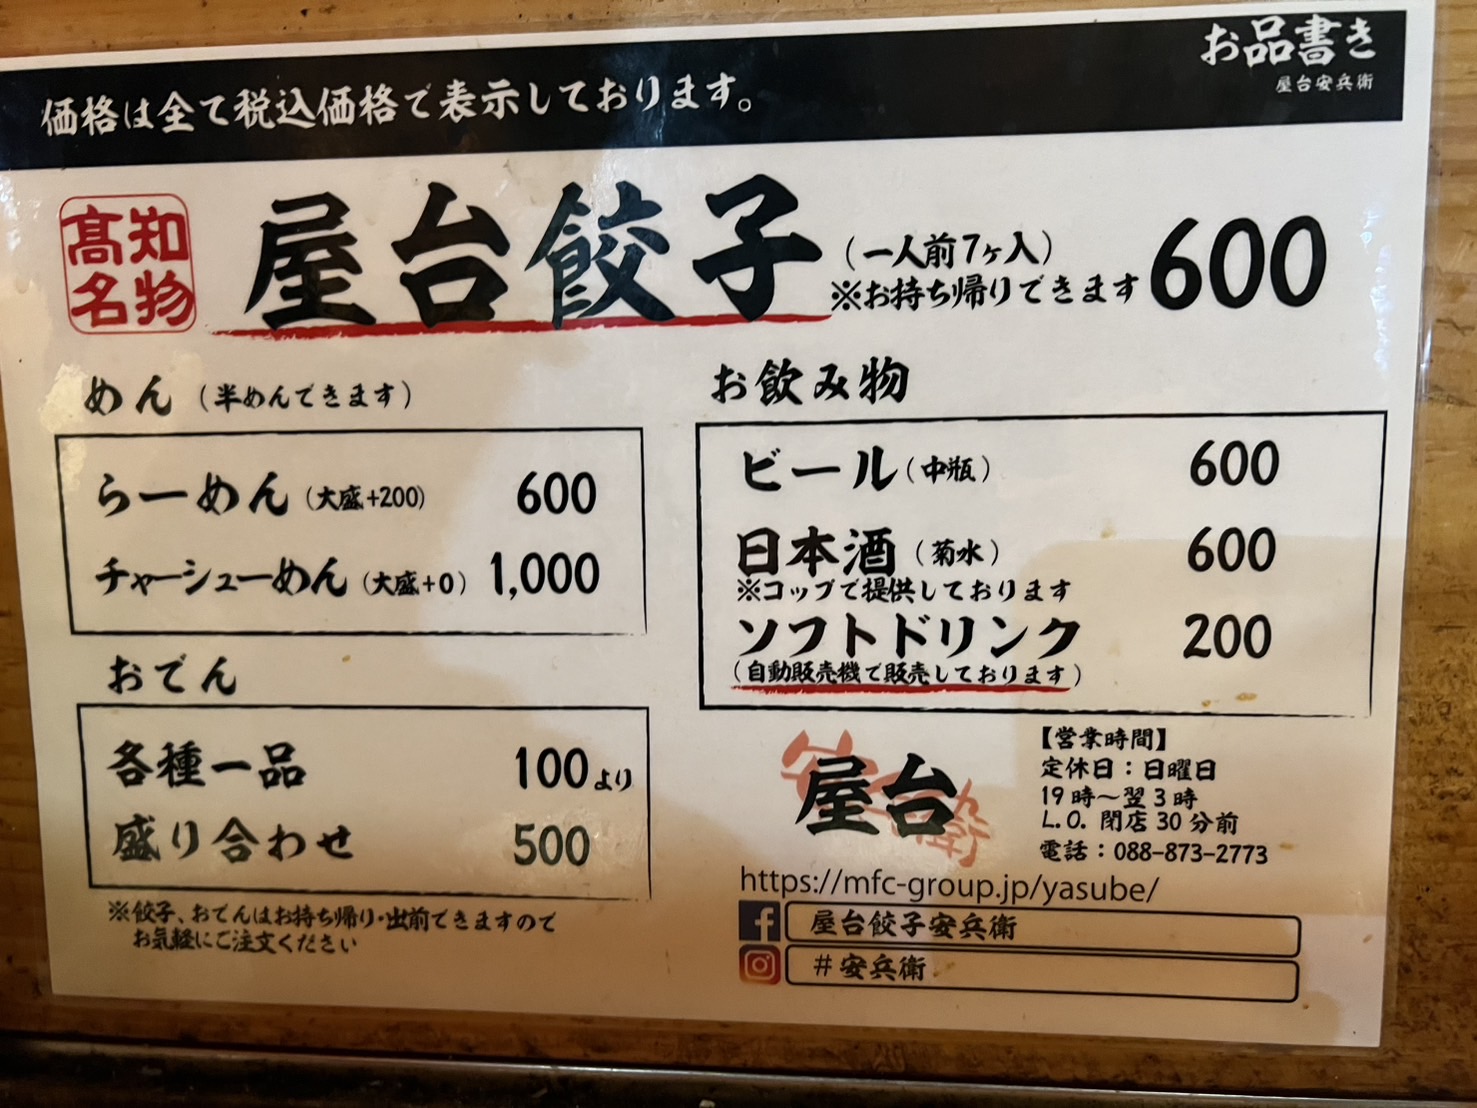 お品書き
屋台安兵衛
価格は全て税込価格で表示しております。
高知
名物
屋台餃子
(一人前7ヶ入)
※お持ち帰りできます
600
めん (半めんできます)
らーめん (大盛+200) 600
チャーシューめん (大盛+0) 1,000
おでん
各種一品 100より
盛り合わせ 500
※餃子、おでんはお持ち帰り・出前できますので
お気軽にご注文ください
お飲み物
ビール (中瓶) 600
日本酒 (菊水) 600
※コップで提供しております
ソフトドリンク 200
(自動販売機で販売しております)
屋台
安兵衛
【営業時間】
定休日:日曜日
19時〜翌3時
L.O. 閉店30分前
電話:088-873-2773
https://mfc-group.jp/yasube/
f 屋台餃子安兵衛
#安兵衛